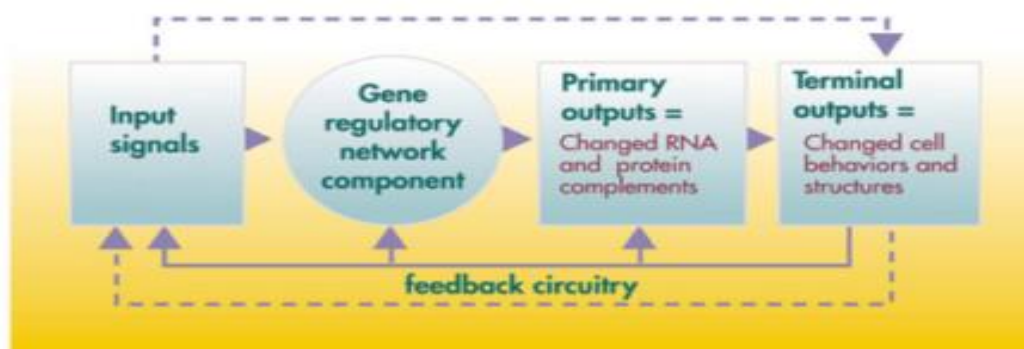 Input
signals
Gene
regulatory
network
component
Primary
outputs =
Changed RNA
and protein
complements
Terminal
outputs =
Changed cell
behaviors and
structures
feedback circuitry